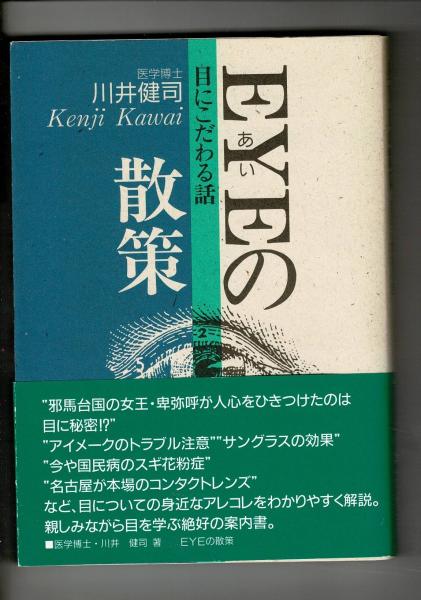 医学博士
川井健司
Kenji Kawai
目にこだわる話
EYEの
あい
散策
2
5
"邪馬台国の女王・卑弥呼が人心をひきつけたのは
目に秘密!?"
"アイメークのトラブル注意""サングラスの効果"
"今や国民病のスギ花粉症"
"名古屋が本場のコンタクトレンズ"
など、目についての身近なアレコレをわかりやすく解説。
親しみながら目を学ぶ絶好の案内書。
■医学博士・川井 健司 著 EYEの散策